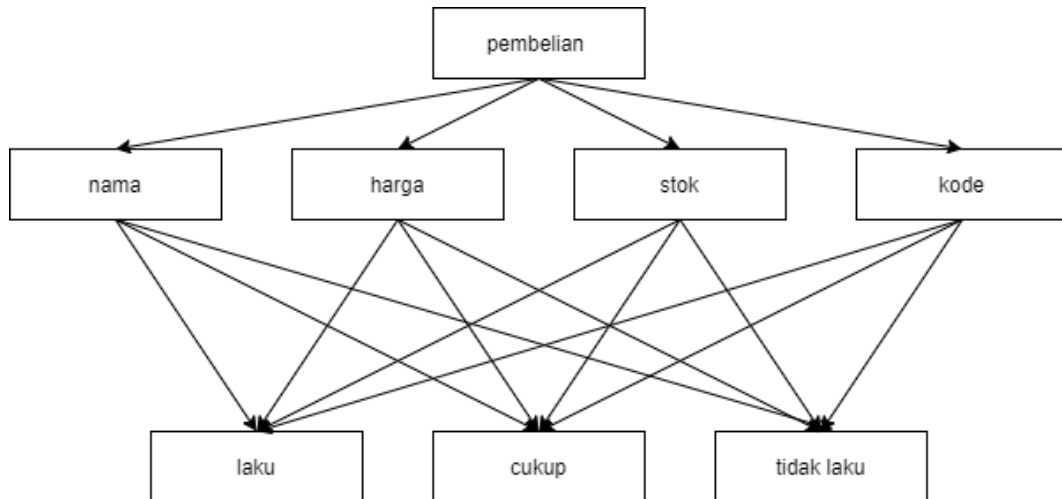 pembelian
nama
harga
stok
kode
laku
cukup
tidak laku